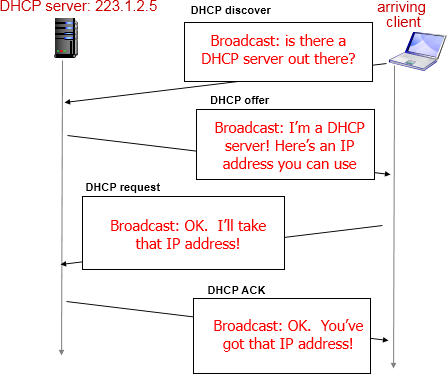 DHCP server: 223.1.2.5
DHCP discover
arriving
client
Broadcast: is there a
DHCP server out there?
DHCP offer
Broadcast: I’m a DHCP
server! Here’s an IP
address you can use
DHCP request
Broadcast: OK.  I’ll take
that IP address!
DHCP ACK
Broadcast: OK.  You’ve
got that IP address!